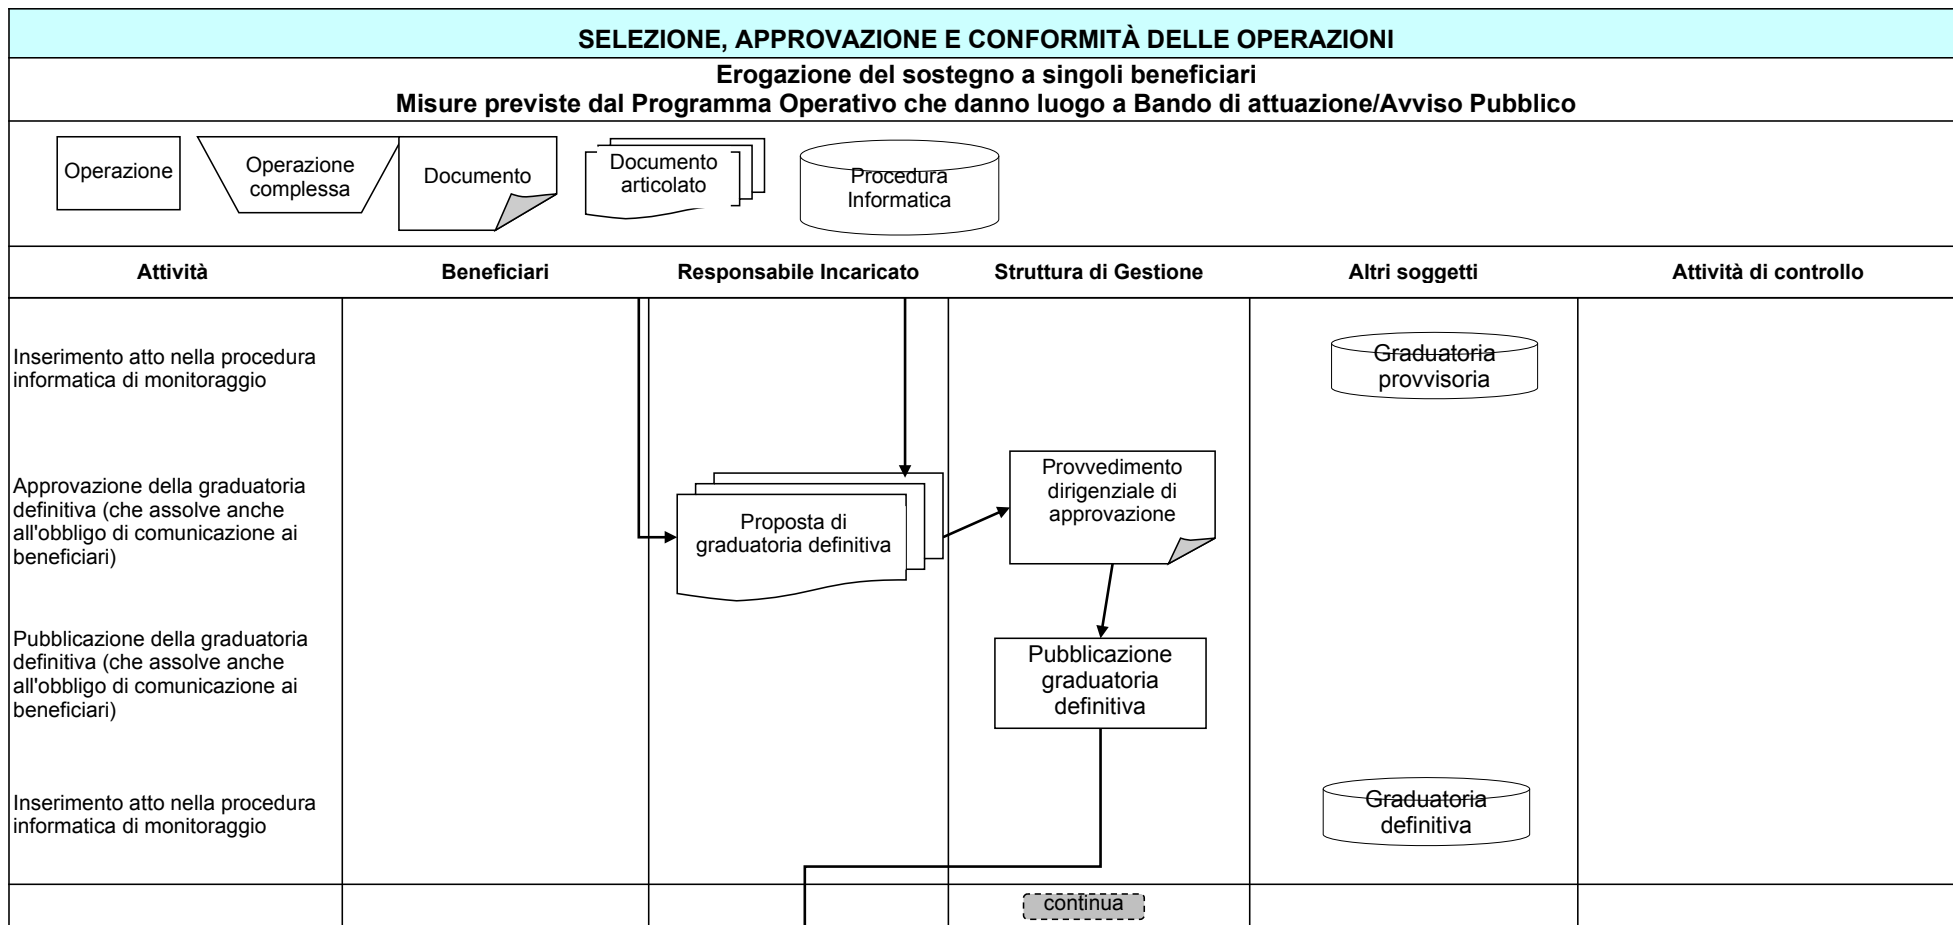 SELEZIONE, APPROVAZIONE E CONFORMITÀ DELLE OPERAZIONI
Erogazione del sostegno a singoli beneficiari
Misure previste dal Programma Operativo che danno luogo a Bando di attuazione/Avviso Pubblico
Operazione
Operazione
complessa
Documento
Documento
articolato
Procedura
Informatica
Attività
Beneficiari
Responsabile Incaricato
Struttura di Gestione
Altri soggetti
Attività di controllo
Inserimento atto nella procedura
informatica di monitoraggio
Graduatoria
provvisoria
Approvazione della graduatoria
definitiva (che assolve anche
all'obbligo di comunicazione ai
beneficiari)
Proposta di
graduatoria definitiva
Provvedimento
dirigenziale di
approvazione
Pubblicazione della graduatoria
definitiva (che assolve anche
all'obbligo di comunicazione ai
beneficiari)
Pubblicazione
graduatoria
definitiva
Inserimento atto nella procedura
informatica di monitoraggio
Graduatoria
definitiva
continua